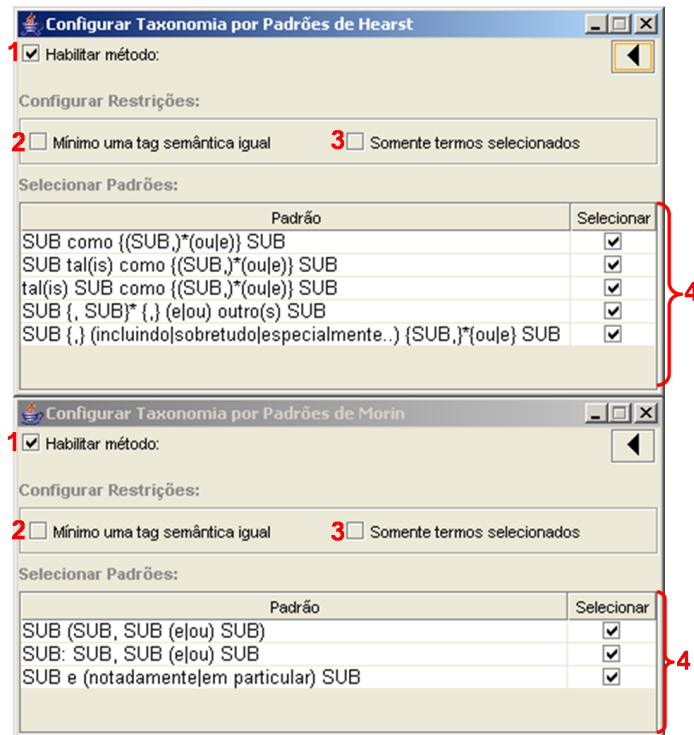 Configurar Taxonomia por Padrões de Hearst
1 Habilitar método:
Configurar Restrições:
2 Mínimo uma tag semântica igual 3 Somente termos selecionados
Selecionar Padrões:
Padrão Selecionar
SUB como {(SUB,)*(ou|e)} SUB
SUB tal(is) como {(SUB,)*(ou|e)} SUB
tal(is) SUB como {(SUB,)*(ou|e)} SUB
SUB {, SUB}* {,} (e|ou) outro(s) SUB
SUB {,} (incluindo|sobretudo|especialmente..) {SUB,}*{ou|e} SUB
4
Configurar Taxonomia por Padrões de Morin
1 Habilitar método:
Configurar Restrições:
2 Mínimo uma tag semântica igual 3 Somente termos selecionados
Selecionar Padrões:
Padrão Selecionar
SUB (SUB, SUB (e|ou) SUB)
SUB: SUB, SUB (e|ou) SUB
SUB e (notadamente|em particular) SUB
4